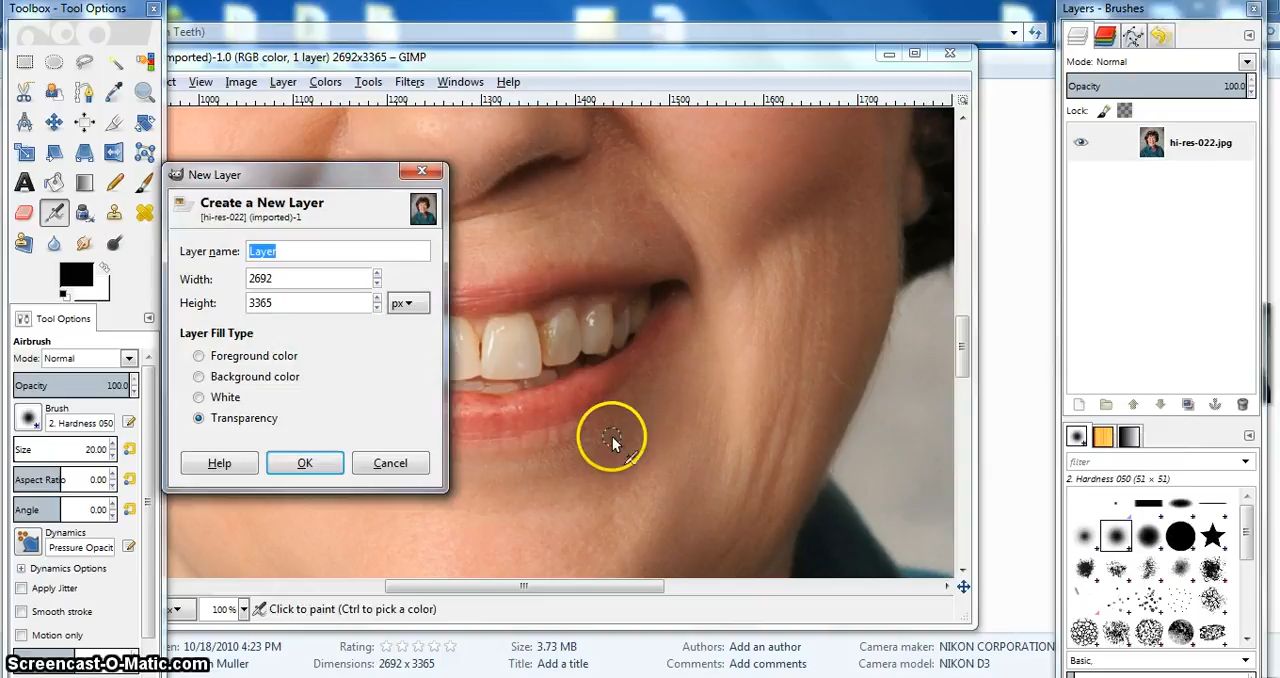 Toolbox - Tool Options
Teeth)
Layers - Brushes
mported)-1.0 (RGB color, 1 layer) 2692x3365 – GIMP
ct View Image Layer Colors Tools Filters Windows Help
1000 1100 1200 1300 1400 1500 1600 1700
Mode: Normal
Opacity 100.0
Lock:
hi-res-022.jpg
New Layer
Create a New Layer
[hi-res-022] (imported)-1
Layer name: Layer
Width: 2692
Height: 3365 px
Layer Fill Type
Foreground color
Background color
White
Transparency
Help OK Cancel
Tool Options
Airbrush
Mode: Normal
Opacity 100.0
Brush
2. Hardness 050
Size 20.00
Aspect Ratio 0.00
Angle 0.00
Dynamics
Pressure Opacit
Dynamics Options
Apply Jitter
Smooth stroke
Motion only
filter
2. Hardness 050 (51 × 51)
Basic,
x 100 % Click to paint (Ctrl to pick a color)
en: 10/18/2010 4:23 PM Rating: Size: 3.73 MB Authors: Add an author Camera maker: NIKON CORPORATION
n Muller Dimensions: 2692 x 3365 Title: Add a title Comments: Add comments Camera model: NIKON D3
Screencast-O-Matic.com